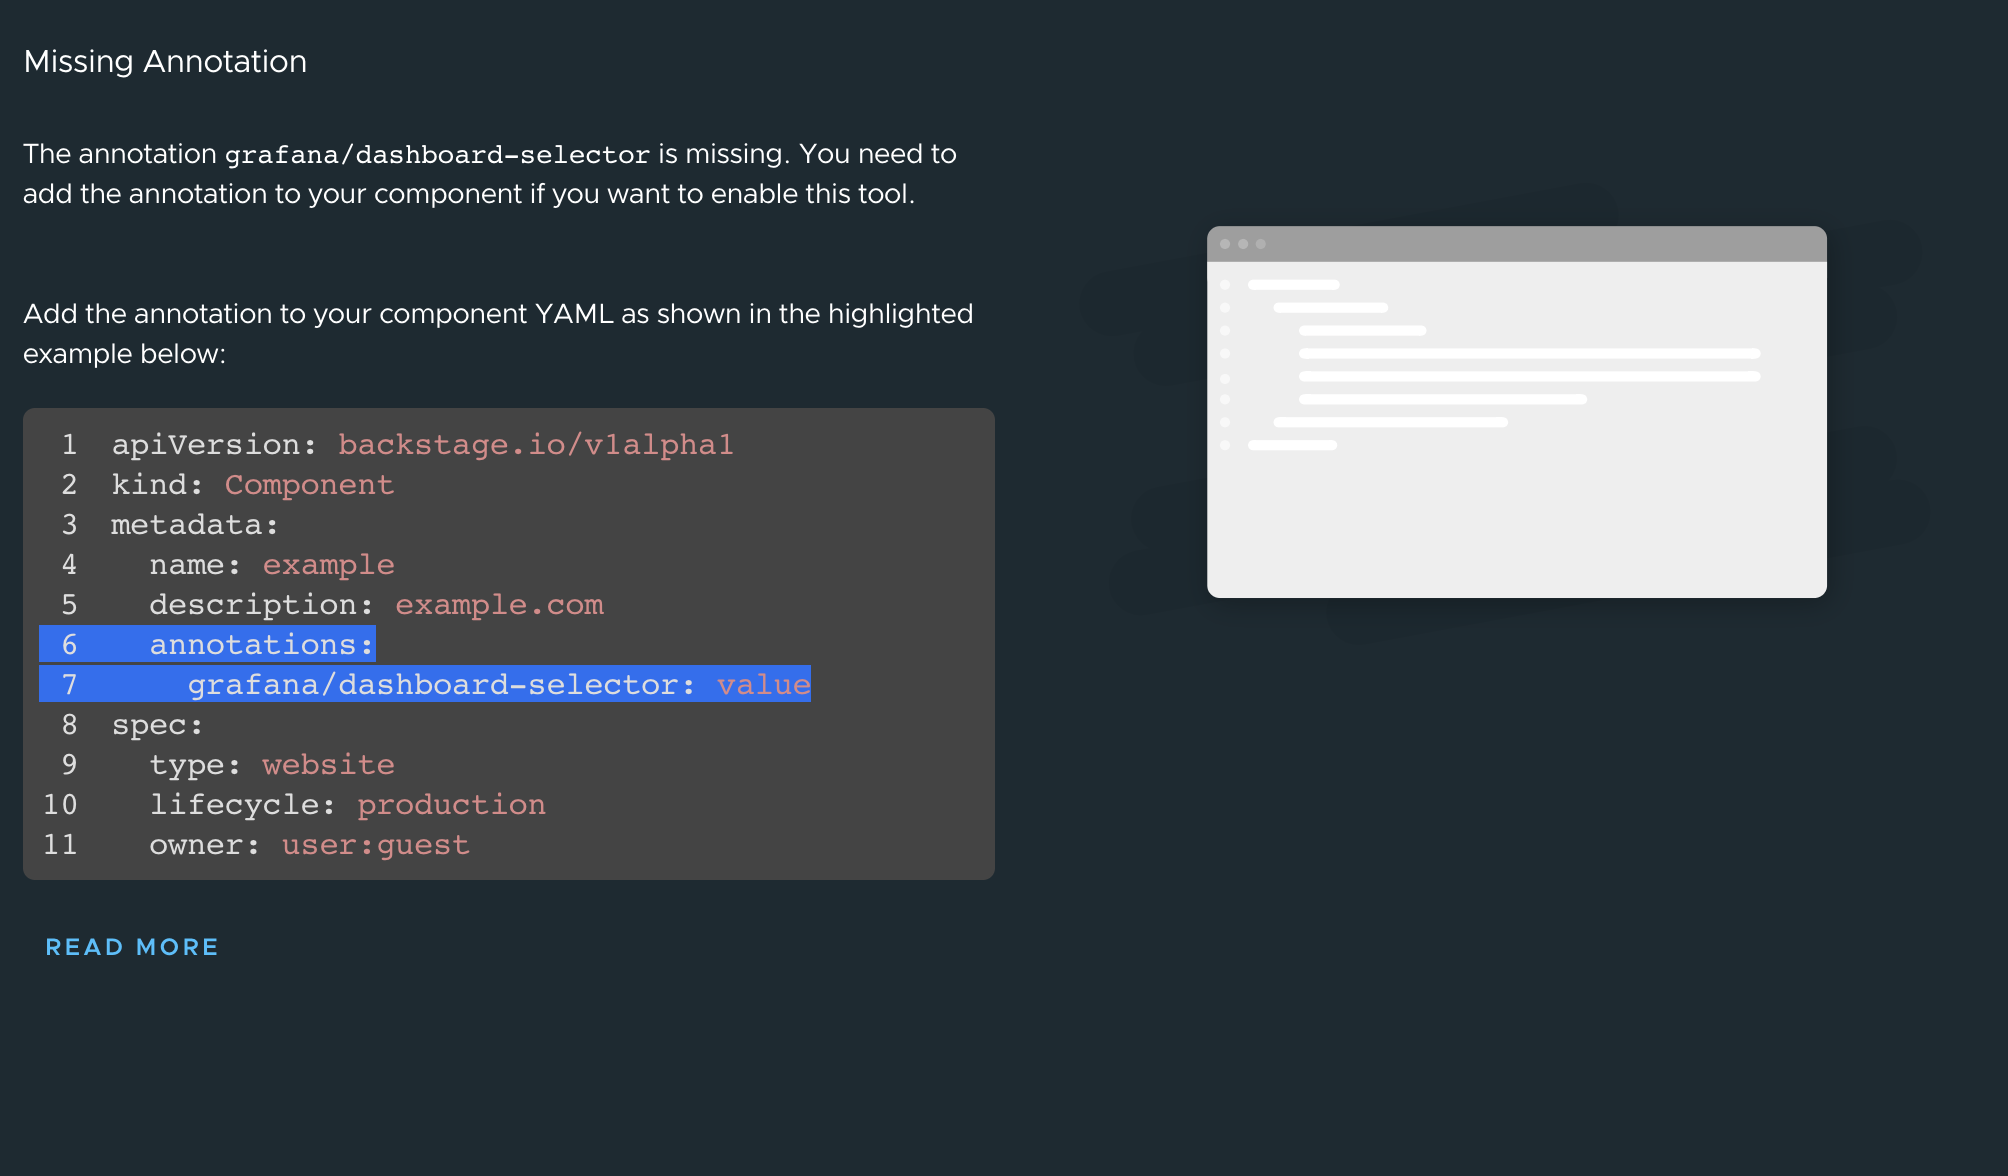 Missing Annotation
The annotation grafana/dashboard-selector is missing. You need to
add the annotation to your component if you want to enable this tool.
Add the annotation to your component YAML as shown in the highlighted
example below:
1 apiVersion: backstage.io/v1alpha1
2 kind: Component
3 metadata:
4   name: example
5   description: example.com
6   annotations:
7     grafana/dashboard-selector: value
8 spec:
9   type: website
10   lifecycle: production
11   owner: user:guest
READ MORE